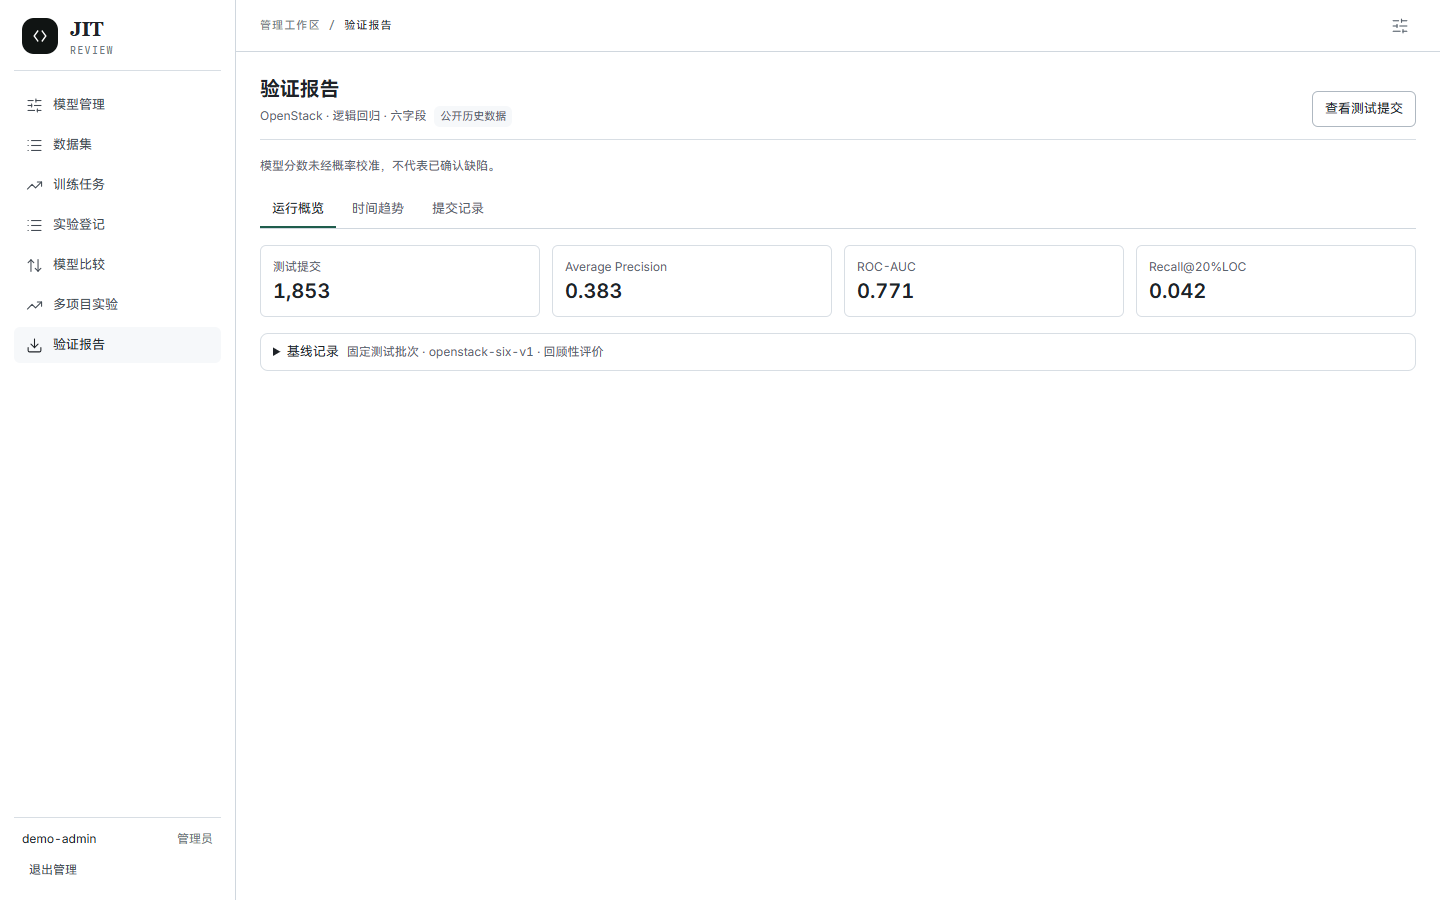 JIT
REVIEW
模型管理
数据集
训练任务
实验登记
模型比较
多项目实验
验证报告
demo-admin 管理员
退出管理
管理工作区 / 验证报告
验证报告
OpenStack · 逻辑回归 · 六字段 公开历史数据
查看测试提交
模型分数未经概率校准，不代表已确认缺陷。
运行概览 时间趋势 提交记录
测试提交
1,853
Average Precision
0.383
ROC-AUC
0.771
Recall@20%LOC
0.042
基线记录 固定测试批次 · openstack-six-v1 · 回顾性评价